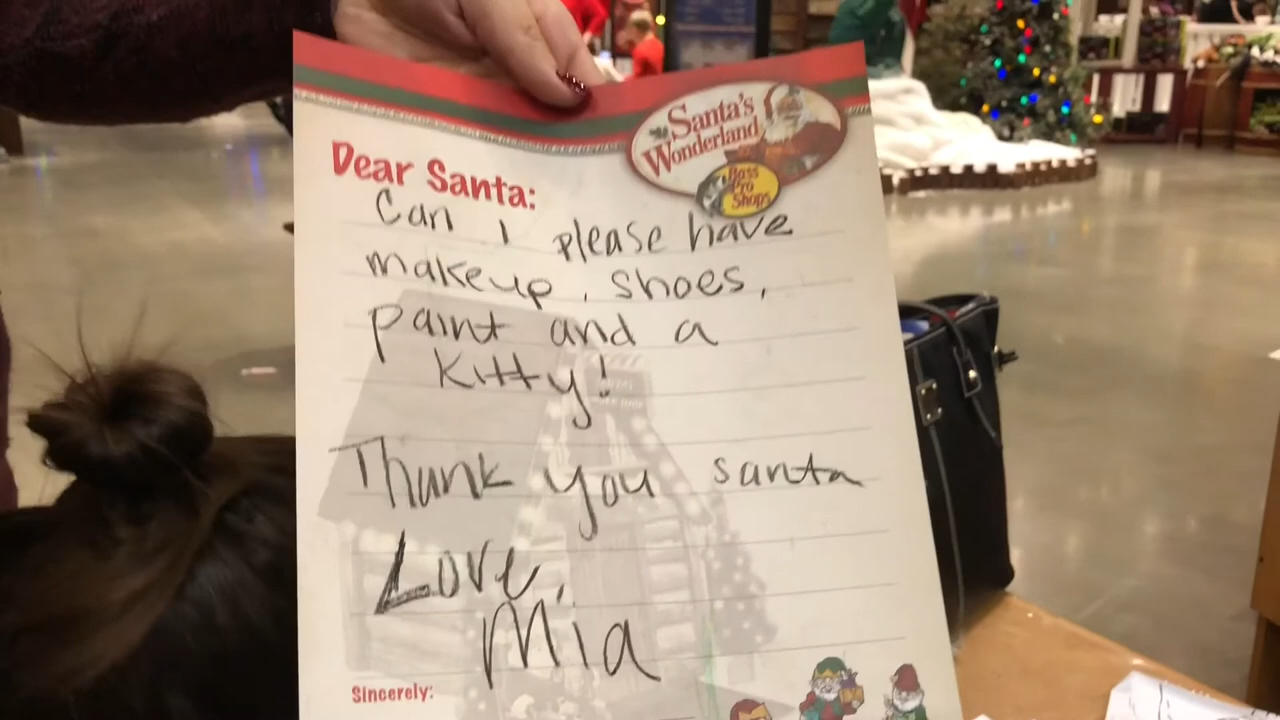 Santa's
Wonderland
Bass
Pro
Shops
Dear Santa:
Can I please have
makeup, shoes,
paint and a
kitty!
Thank you santa
Love,
Mia
Sincerely: